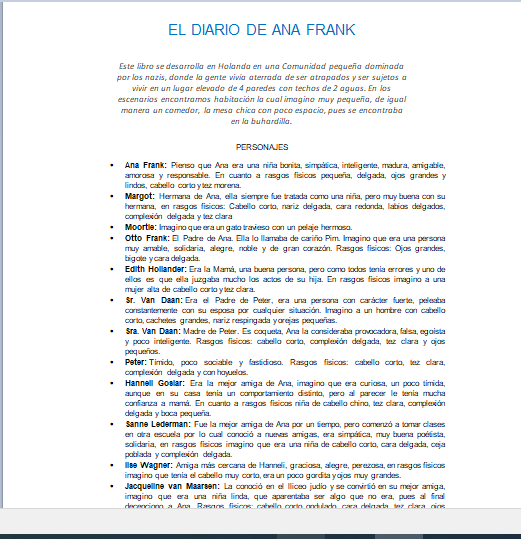 EL DIARIO DE ANA FRANK
Este libro se desarrolla en Holanda en una Comunidad pequeña dominada
por los nazis, donde la gente vivía aterrada de ser atrapados y ser sujetos a
vivir en un lugar elevado de 4 paredes con techos de 2 aguas. En los
escenarios encontramos habitación la cual imagino muy pequeña, de igual
manera un comedor, la mesa chica con poco espacio, pues se encontraba
en la buhardilla.
PERSONAJES
• Ana Frank: Pienso que Ana era una niña bonita, simpática, inteligente, madura, amigable,
amorosa y responsable. En cuanto a rasgos físicos pequeña, delgada, ojos grandes y
lindos, cabello corto y tez morena.
• Margot: Hermana de Ana, ella siempre fue tratada como una niña, pero muy buena con su
hermana, en rasgos físicos: Cabello corto, nariz delgada, cara redonda, labios delgados,
complexión delgada y tez clara
• Moortie: Imagino que era un gato travieso con un pelaje hermoso.
• Otto Frank: El Padre de Ana. Ella lo llamaba de cariño Pim. Imagino que era una persona
muy amable, solidaria, alegre, noble y de gran corazón. Rasgos físicos: Ojos grandes,
bigote y cara delgada.
• Edith Hollander: Era la Mamá, una buena persona, pero como todos tenía errores y uno de
ellos es que ella juzgaba mucho los actos de su hija. En rasgos físicos imagino a una
mujer alta de cabello corto y tez clara.
• Sr. Van Daan: Era el Padre de Peter, era una persona con carácter fuerte, peleaba
constantemente con su esposa por cualquier situación. Imagino a un hombre con cabello
corto, cachetes grandes, nariz respingada y orejas pequeñas.
• Sra. Van Daan: Madre de Peter. Es coqueta, Ana la consideraba provocadora, falsa, egoísta
y poco inteligente. Rasgos físicos: cabello corto, complexión delgada, tez clara y ojos
pequeños.
• Peter: Tímido, poco sociable y fastidioso. Rasgos físicos: cabello corto, tez clara,
complexión delgada y con hoyuelos.
• Hanneli Goslar: Era la mejor amiga de Ana, imagino que era curiosa, un poco tímida,
aunque en su casa tenía un comportamiento distinto, pero al parecer le tenía mucha
confianza a mamá. En cuanto a rasgos físicos niña de cabello chino, tez clara, complexión
delgada y boca pequeña.
• Sanne Lederman: Fue la mejor amiga de Ana por un tiempo, pero comenzó a tomar clases
en otra escuela por lo cual conoció a nuevas amigas, era simpática, muy buena poétista,
solidaria, en rasgos físicos imagino que era una niña de cabello corto, cara delgada, ceja
poblada y complexión delgada.
• Ilse Wagner: Amiga más cercana de Hanneli, graciosa, alegre, perezosa, en rasgos físicos
imagino que tenía el cabello muy corto, era un poco gordita y ojos muy grandes.
• Jacqueline van Maarsen: La conoció en el lliceo judío y se convirtió en su mejor amiga,
imagino que era una niña linda, que aparentaba ser algo que no era, pues al final
decepciono a Ana. Rasgos físicos: cabello corto ondulado, cara delgada, tez clara, ojos